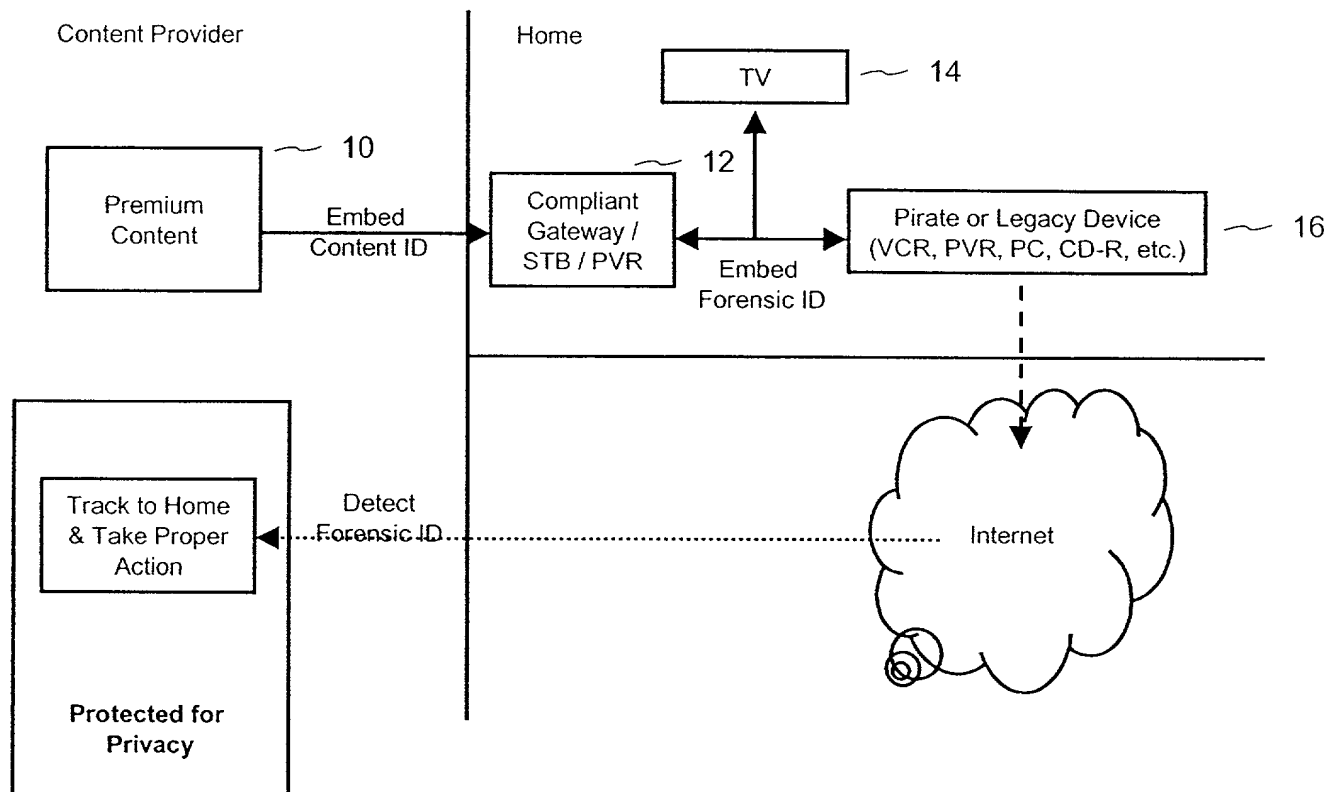 Content Provider
Home
TV
14
10
12
Premium
Content
Embed
Content ID
Compliant
Gateway /
STB / PVR
Embed
Forensic ID
Pirate or Legacy Device
(VCR, PVR, PC, CD-R, etc.)
16
Track to Home
& Take Proper
Action
Detect
Forensic ID
Internet
Protected for
Privacy